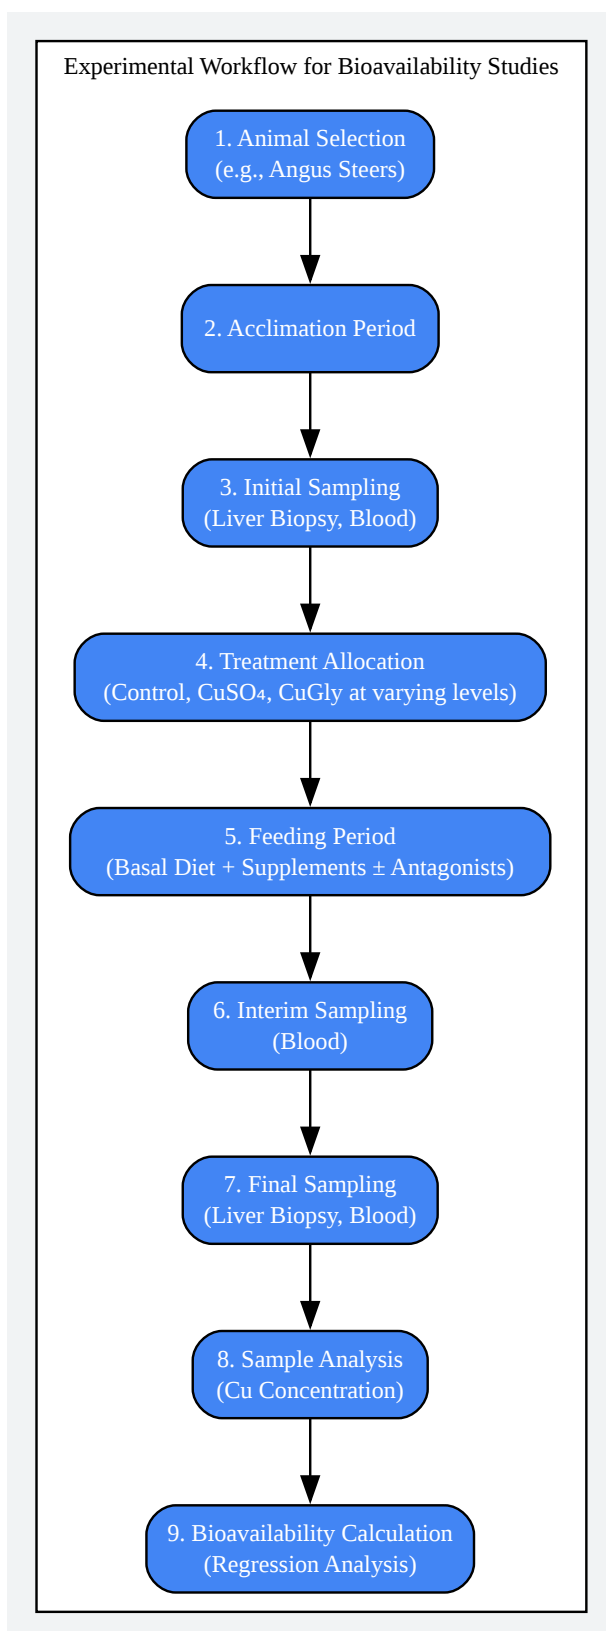 Experimental Workflow for Bioavailability Studies
1. Animal Selection
(e.g., Angus Steers)
2. Acclimation Period
3. Initial Sampling
(Liver Biopsy, Blood)
4. Treatment Allocation
(Control, CuSO₄, CuGly at varying levels)
5. Feeding Period
(Basal Diet + Supplements ± Antagonists)
6. Interim Sampling
(Blood)
7. Final Sampling
(Liver Biopsy, Blood)
8. Sample Analysis
(Cu Concentration)
9. Bioavailability Calculation
(Regression Analysis)